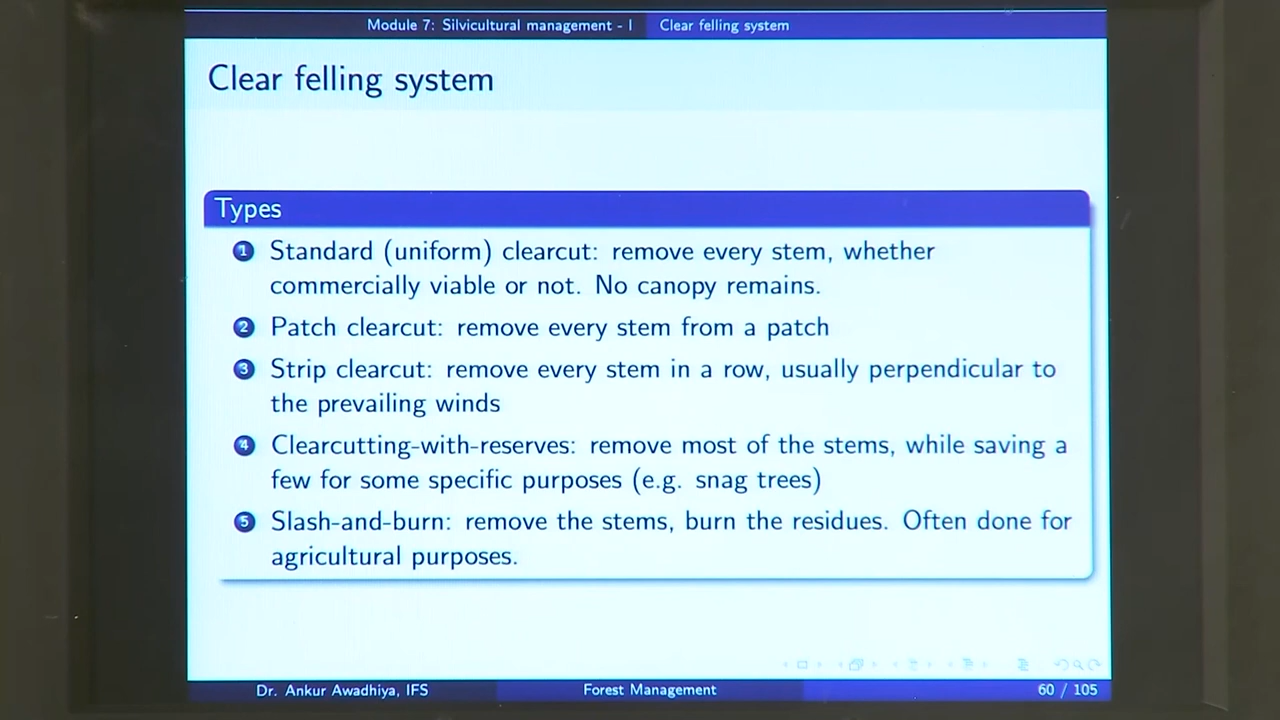 Module 7: Silvicultural management - I Clear felling system
Clear felling system
Types
1 Standard (uniform) clearcut: remove every stem, whether
commercially viable or not. No canopy remains.
2 Patch clearcut: remove every stem from a patch
3 Strip clearcut: remove every stem in a row, usually perpendicular to
the prevailing winds
4 Clearcutting-with-reserves: remove most of the stems, while saving a
few for some specific purposes (e.g. snag trees)
5 Slash-and-burn: remove the stems, burn the residues. Often done for
agricultural purposes.
Dr. Ankur Awadhiya, IFS Forest Management 60 / 105